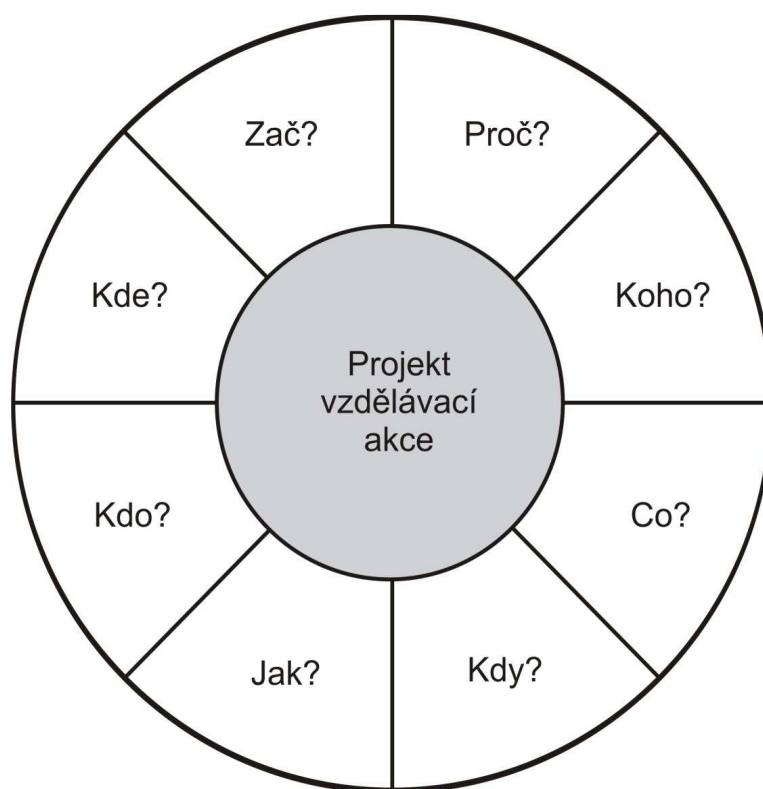 Zač?
Proč?
Kde?
Koho?
Projekt
vzdělávací
akce
Kdo?
Co?
Jak?
Kdy?